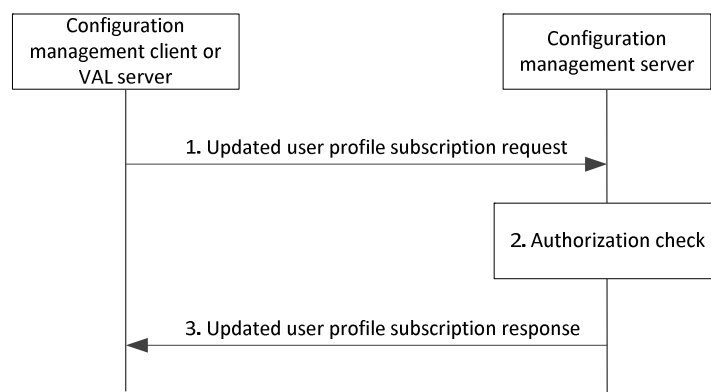 Configuration
management client or
VAL server
Configuration
management server
1. Updated user profile subscription request
2. Authorization check
3. Updated user profile subscription response